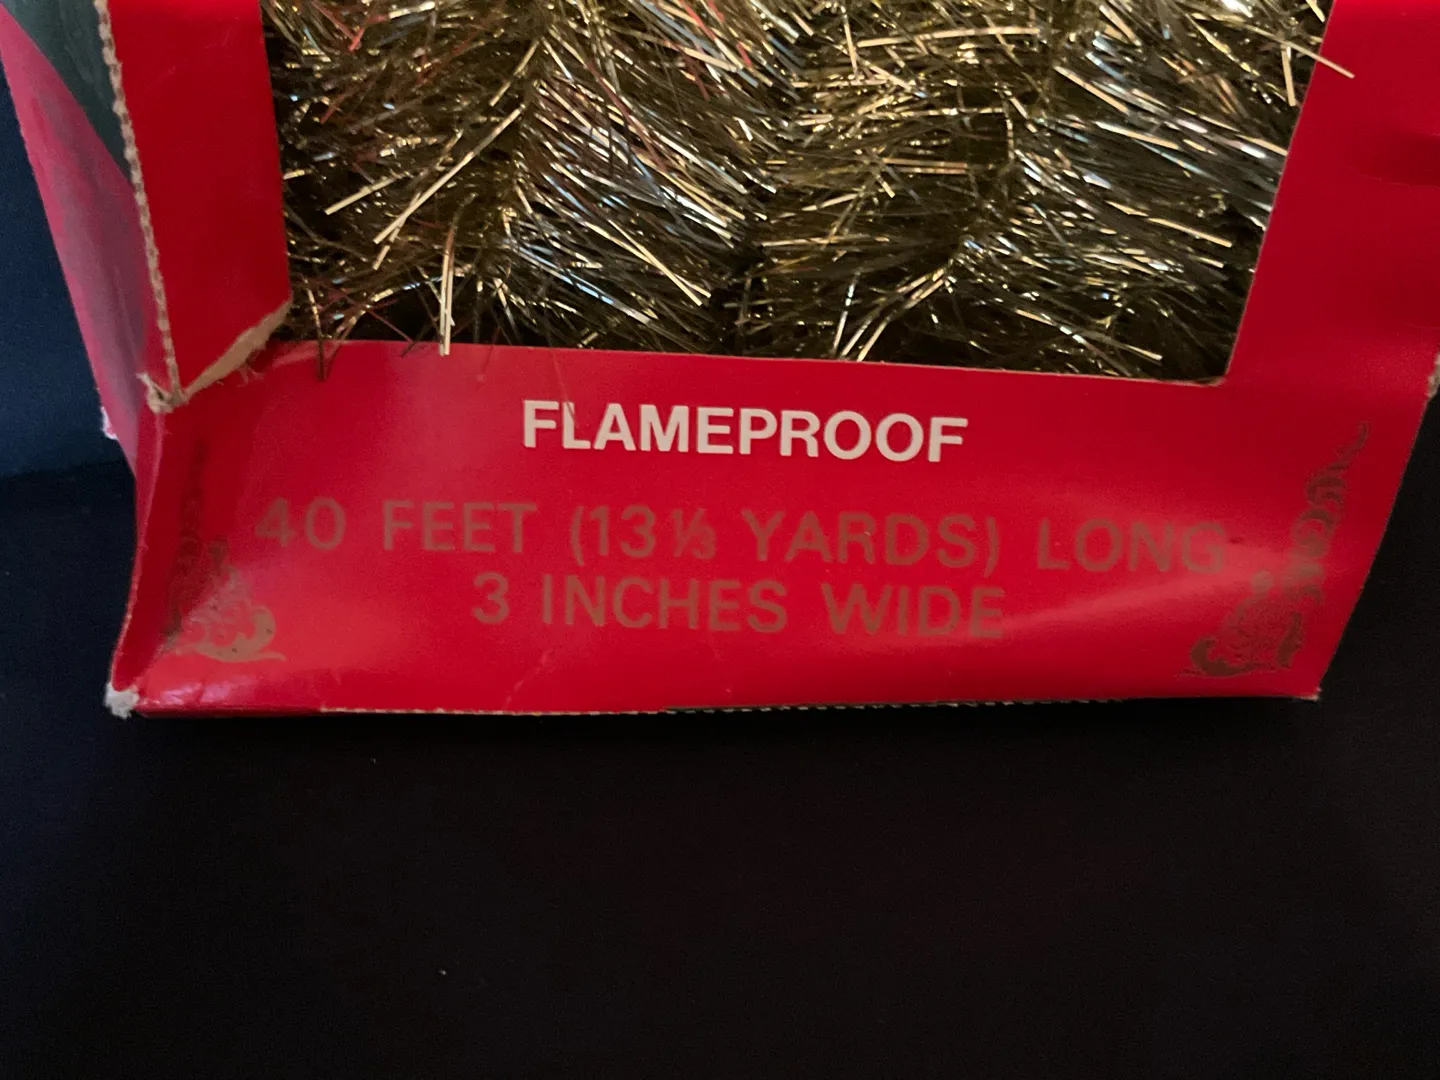 FLAMEPROOF
40 FEET (13⅓ YARDS) LONG
3 INCHES WIDE